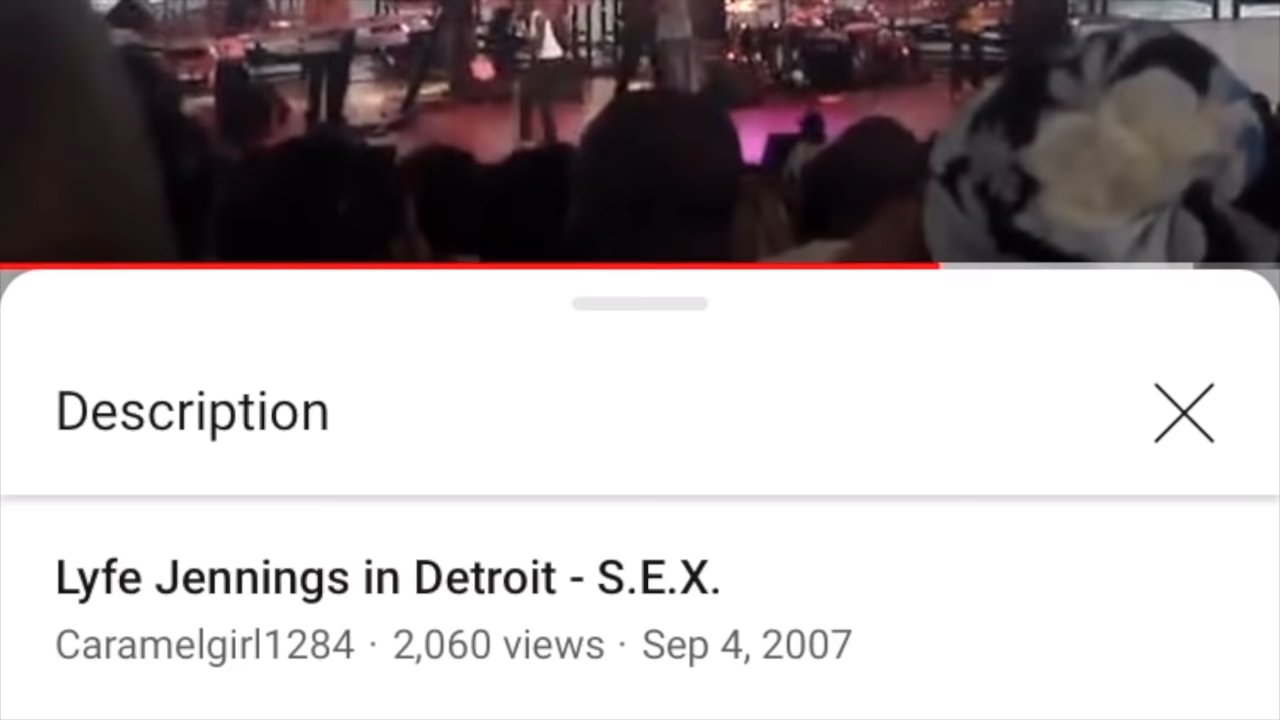 Description
Lyfe Jennings in Detroit - S.E.X.
Caramelgirl1284 · 2,060 views · Sep 4, 2007